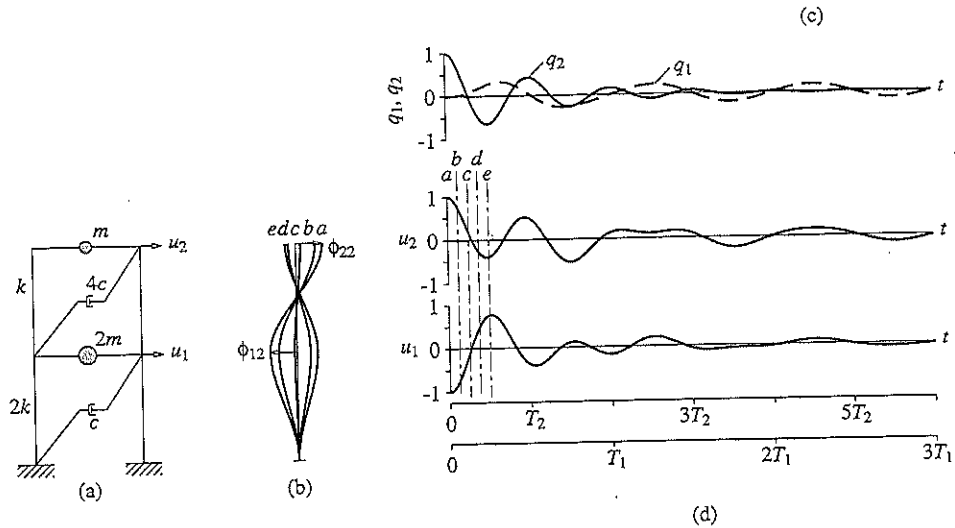 (c)
1
0
-1
q₁, q₂
q₂
q₁
t
b d
a c e
1
u₂ 0
-1
t
1
u₁ 0
-1
t
0 T₂ 3T₂ 5T₂
0 T₁ 2T₁ 3T₁
(d)
m
u₂
k
4c
2m
u₁
2k
c
(a)
edcba
ϕ₂₂
ϕ₁₂
(b)